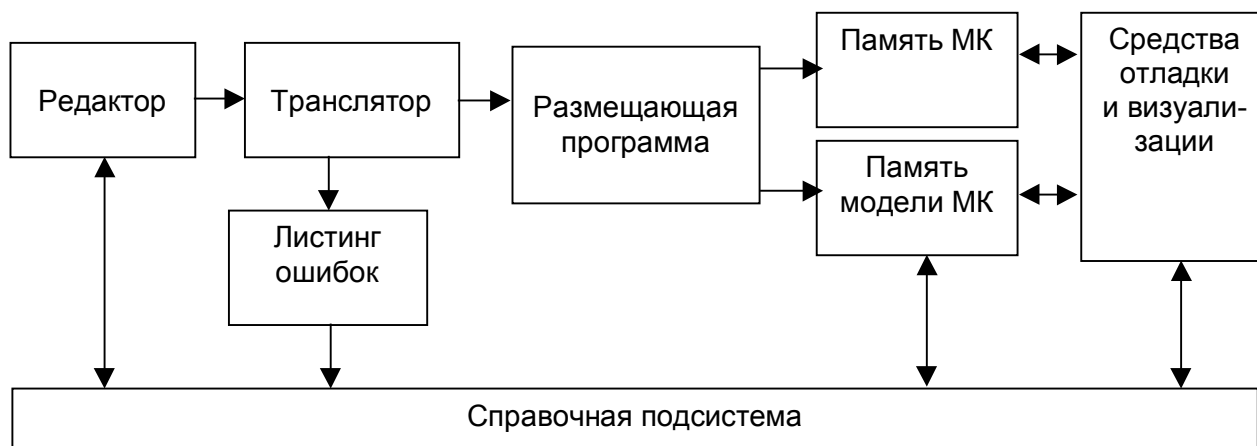 Редактор
Транслятор
Размещающая
программа
Память МК
Средства
отладки
и визуали-
зации
Память
модели МК
Листинг
ошибок
Справочная подсистема